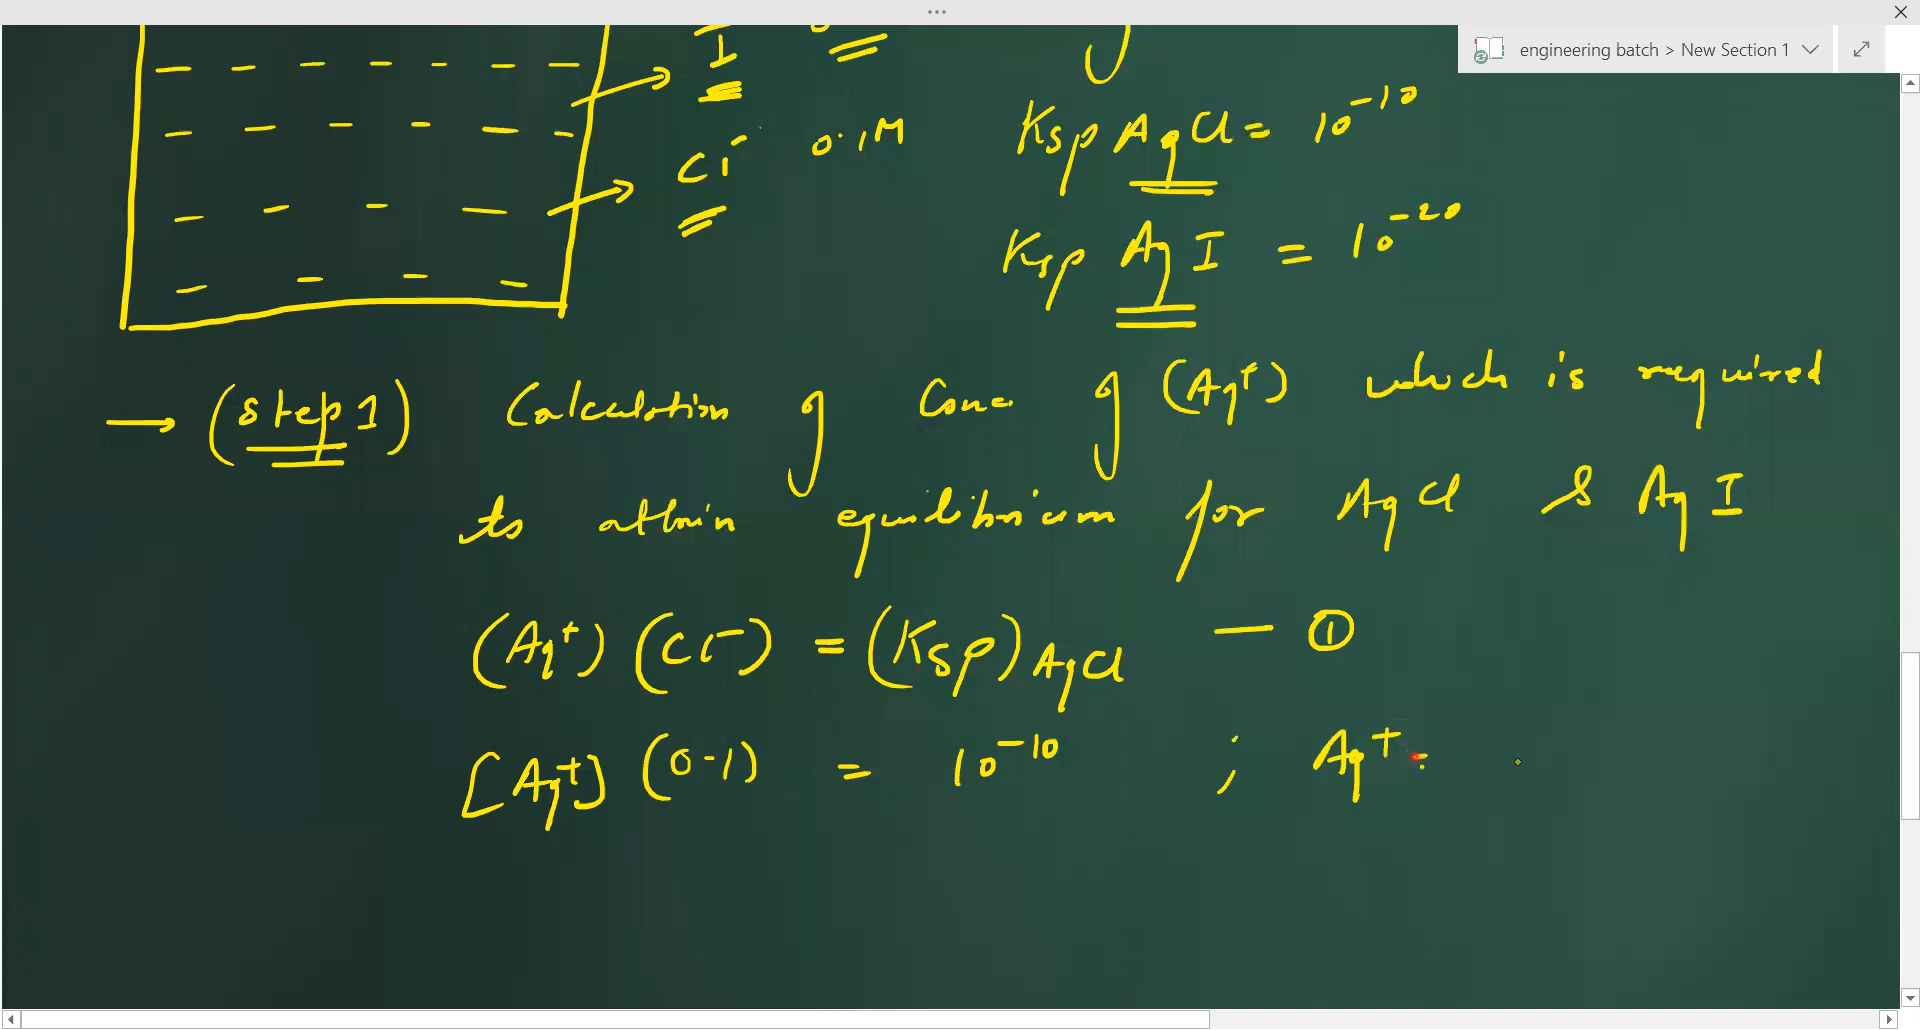 engineering batch > New Section 1
I
Cl⁻ 0.1M
Ksp AgCl = 10⁻¹⁰
Ksp AgI = 10⁻²⁰
→ (Step 1) Calculation of Conc of (Ag⁺) which is required
to attain equilibrium for AgCl & AgI
(Ag⁺) (Cl⁻) = (Ksp)AgCl — ①
[Ag⁺] (0.1) = 10⁻¹⁰ ; Ag⁺ =